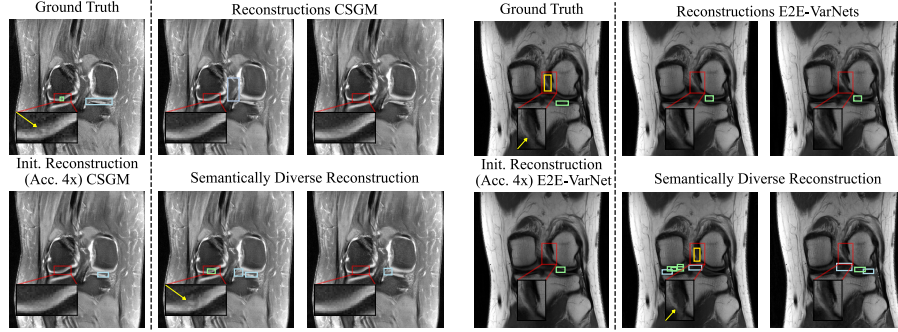 Ground Truth
Reconstructions CSGM
Init. Reconstruction
(Acc. 4x) CSGM
Semantically Diverse Reconstruction
Ground Truth
Reconstructions E2E-VarNets
Init. Reconstruction
(Acc. 4x) E2E-VarNet
Semantically Diverse Reconstruction